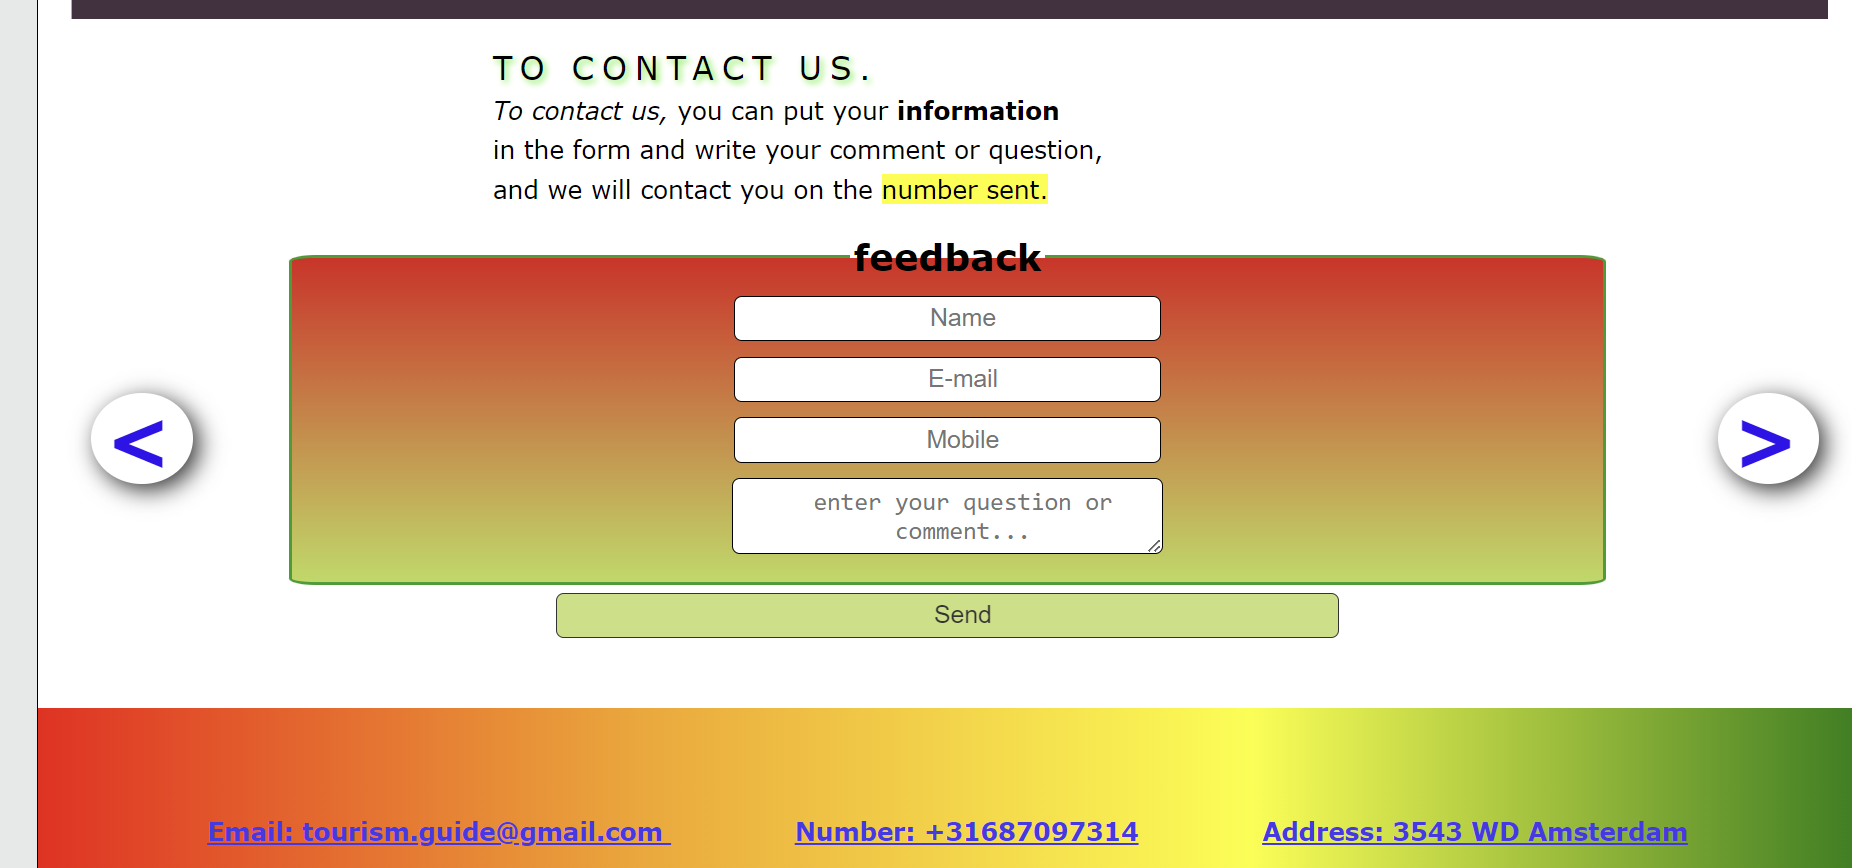 TO CONTACT US.
To contact us, you can put your information
in the form and write your comment or question,
and we will contact you on the number sent.
feedback
Name
E-mail
Mobile
enter your question or
comment...
<
>
Send
Email: tourism.guide@gmail.com Number: +31687097314 Address: 3543 WD Amsterdam